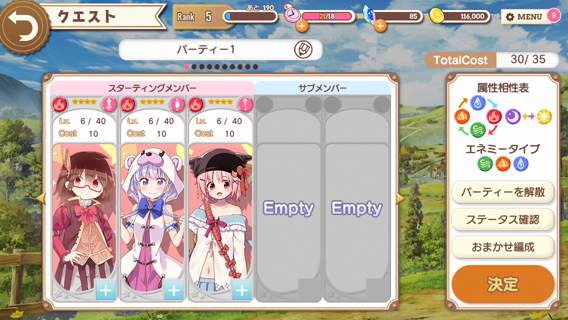 クエスト
Rank 5
あと 190
21/18
5
116,000
MENU 9
パーティー1
TotalCost 30/ 35
スターティングメンバー
サブメンバー
Lv. 6 / 40
Cost 10
Lv. 6 / 40
Cost 10
Lv. 6 / 40
Cost 10
Empty
Empty
属性相性表
エネミータイプ
パーティーを解散
ステータス確認
おまかせ編成
決定